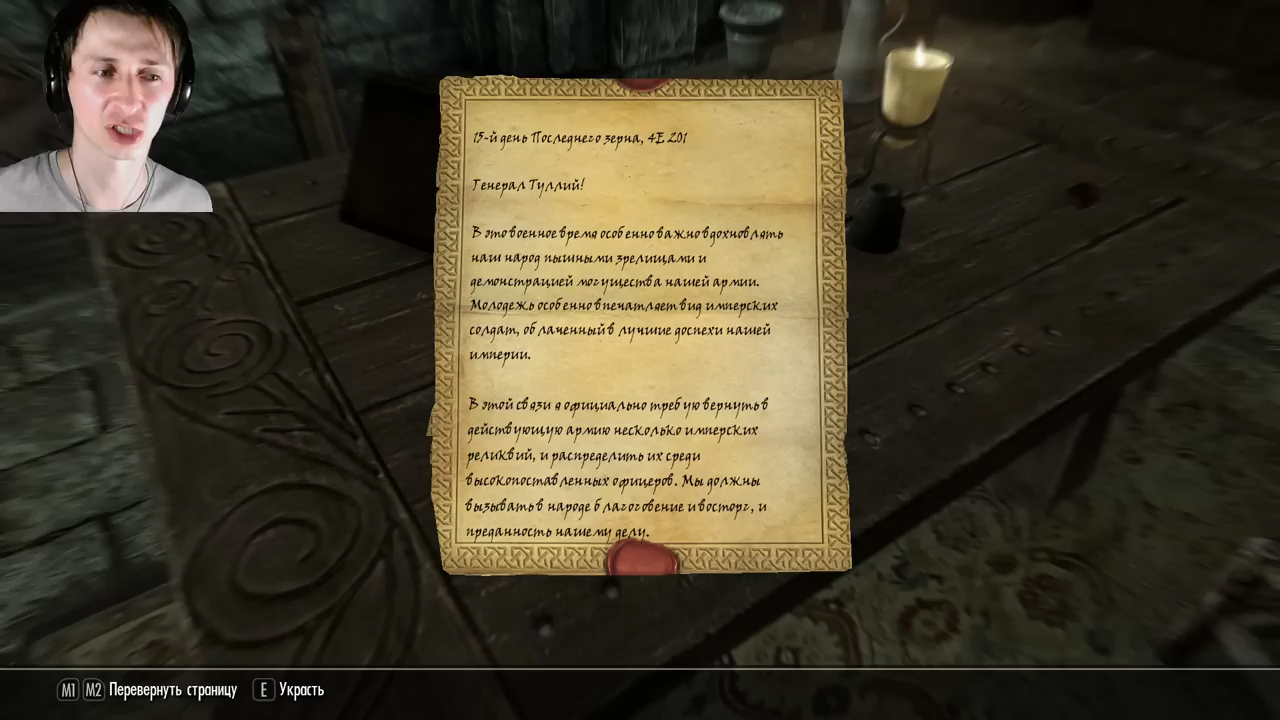 15-й день Последнего зерна, 4E 201
Генерал Туллий!
В это военное время особенно важно вдохновлять
наш народ пышными зрелищами и
демонстрацией могущества нашей армии.
Молодежь особенно впечатляет вид имперских
солдат, облаченный в лучшие доспехи нашей
империи.
В этой связи я официально требую вернуть в
действующую армию несколько имперских
реликвий, и распределить их среди
высокопоставленных офицеров. Мы должны
вызывать в народе благоговение и восторг, и
преданность нашему делу.
M1 M2 Перевернуть страницу E Украсть